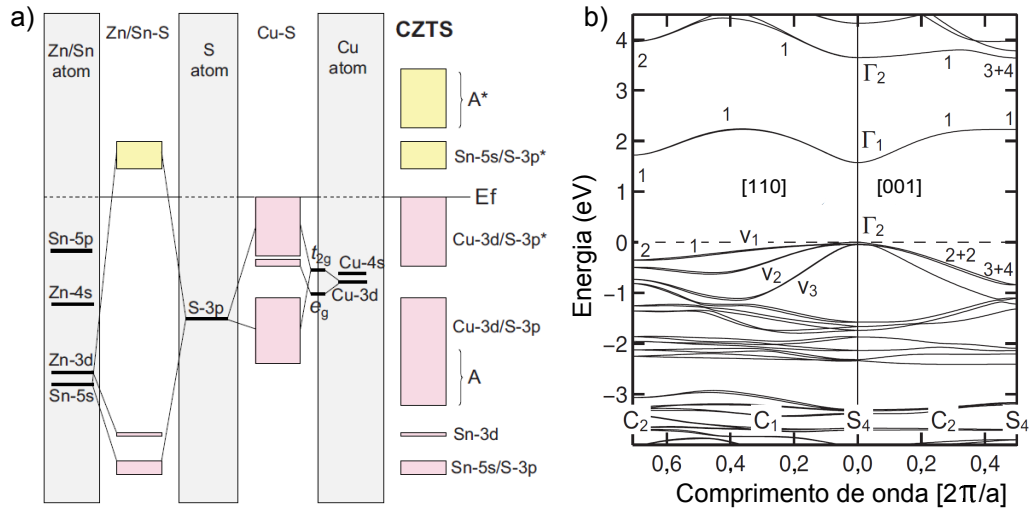 a)
Zn/Sn
atom
Zn/Sn-S
S
atom
Cu-S
Cu
atom
CZTS
A*
Sn-5s/S-3p*
Ef
Sn-5p
Zn-4s
Zn-3d
Sn-5s
S-3p
t2g
eg
Cu-4s
Cu-3d
Cu-3d/S-3p*
Cu-3d/S-3p
A
Sn-3d
Sn-5s/S-3p
b)
Energia (eV)
4
3
2
1
0
−1
−2
−3
2
1
Γ2
1
3+4
1
Γ1
1
1
1
[110]
[001]
Γ2
2
1
v1
v2
v3
2+2
3+4
C2
C1
S4
C2
S4
0,6
0,4
0,2
0,0
0,2
0,4
Comprimento de onda [2π/a]